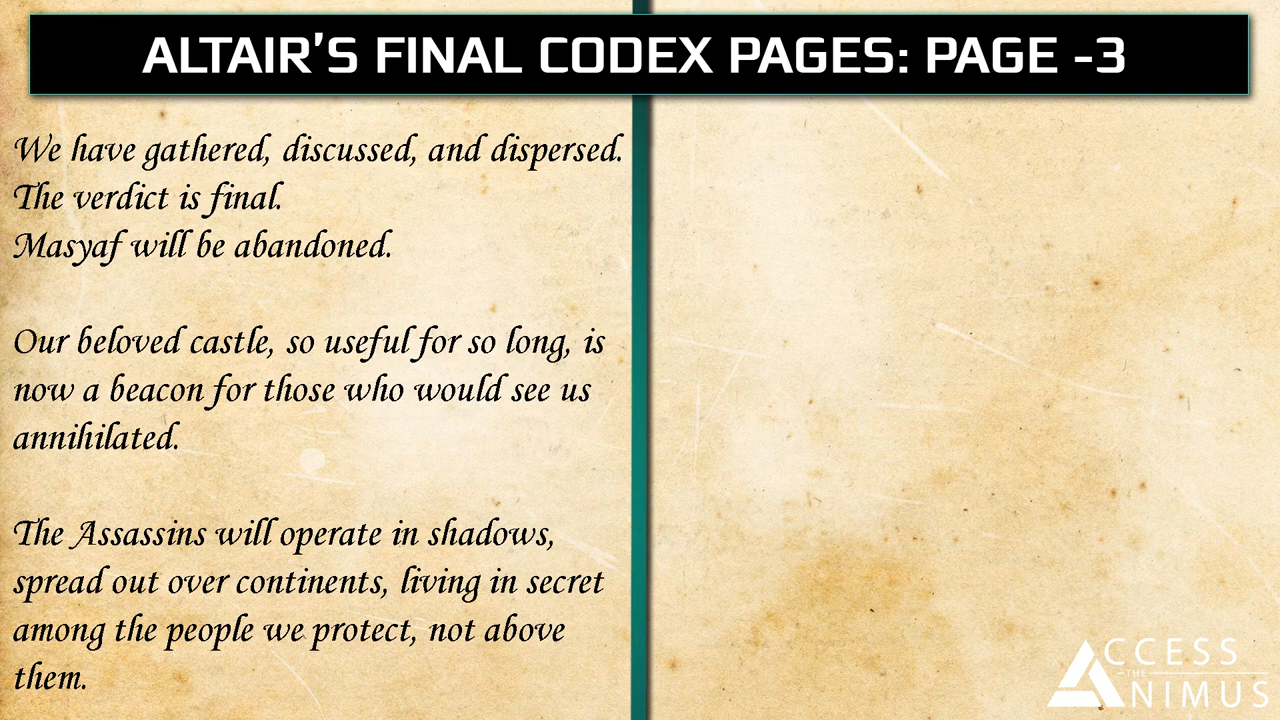 ALTAIR'S FINAL CODEX PAGES: PAGE -3
We have gathered, discussed, and dispersed.
The verdict is final.
Masyaf will be abandoned.
Our beloved castle, so useful for so long, is
now a beacon for those who would see us
annihilated.
The Assassins will operate in shadows,
spread out over continents, living in secret
among the people we protect, not above
them.
ACCESS
THE
ANIMUS